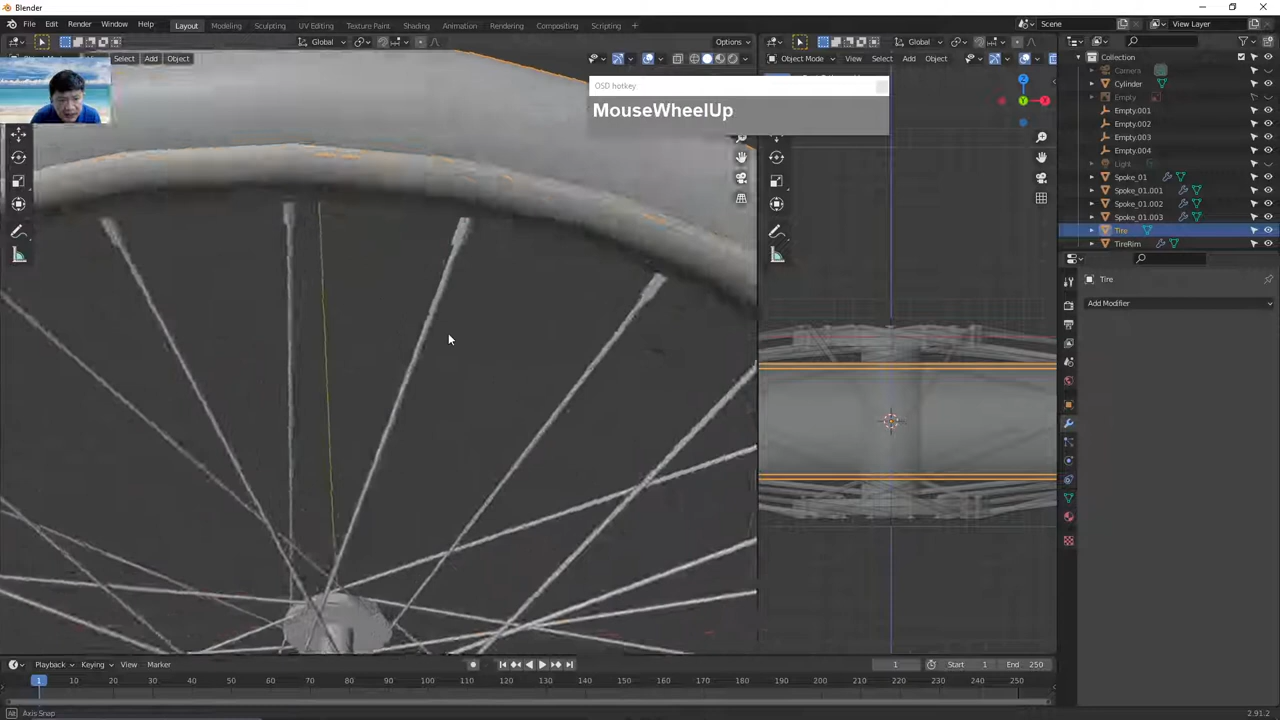 Blender
File Edit Render Window Help
Layout Modeling Sculpting UV Editing Texture Paint Shading Animation Rendering Compositing Scripting +
Scene
View Layer
Global
Options
Select Add Object
Object Mode View Select Add Object
Global
OSD hotkey
MouseWheelUp
Z
X
Y
Collection
Camera
Cylinder
Empty
Empty.001
Empty.002
Empty.003
Empty.004
Light
Spoke_01
Spoke_01.001
Spoke_01.002
Spoke_01.003
Tire
TireRim
Tire
Add Modifier
Playback Keying View Marker
1
Start 1
End 250
1 10 20 30 40 50 60 70 80 90 100 110 120 130 140 150 160 170 180 190 200 210 220 230 240 250
Axis Snap
2.91.2